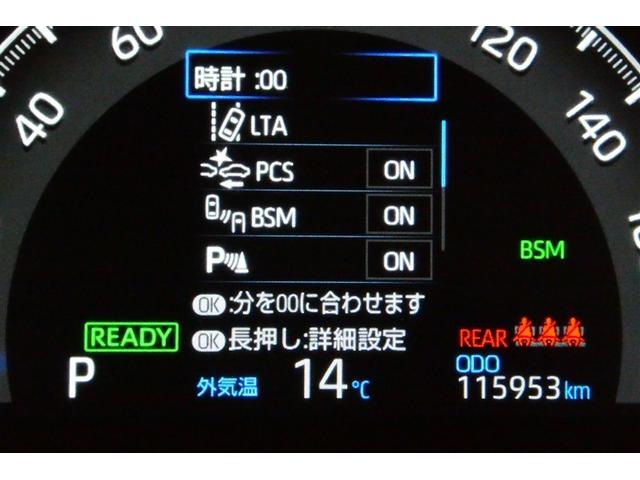 60
120
40
140
時計 :00
LTA
PCS ON
BSM ON
P ON
BSM
OK :分を00に合わせます
OK 長押し:詳細設定
READY
REAR
P
外気温 14℃
ODO
115953 km